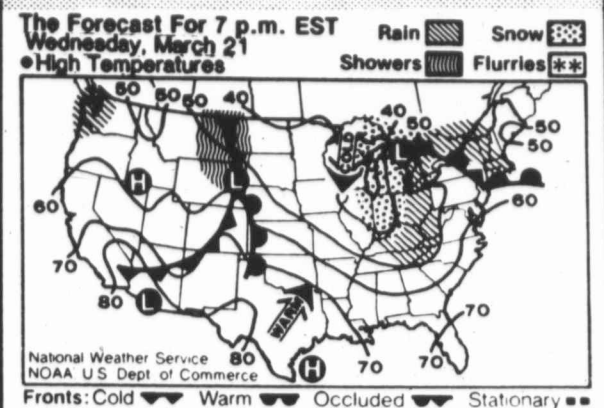 The Forecast For 7 p.m. EST
Wednesday, March 21
●High Temperatures
Rain Snow
Showers Flurries
50 50 50 40
40 50
50
50
H
L
L
60
60
70
80
L
WARM
80
H
70
70
70
National Weather Service
NOAA U S Dept of Commerce
Fronts: Cold Warm Occluded Stationary